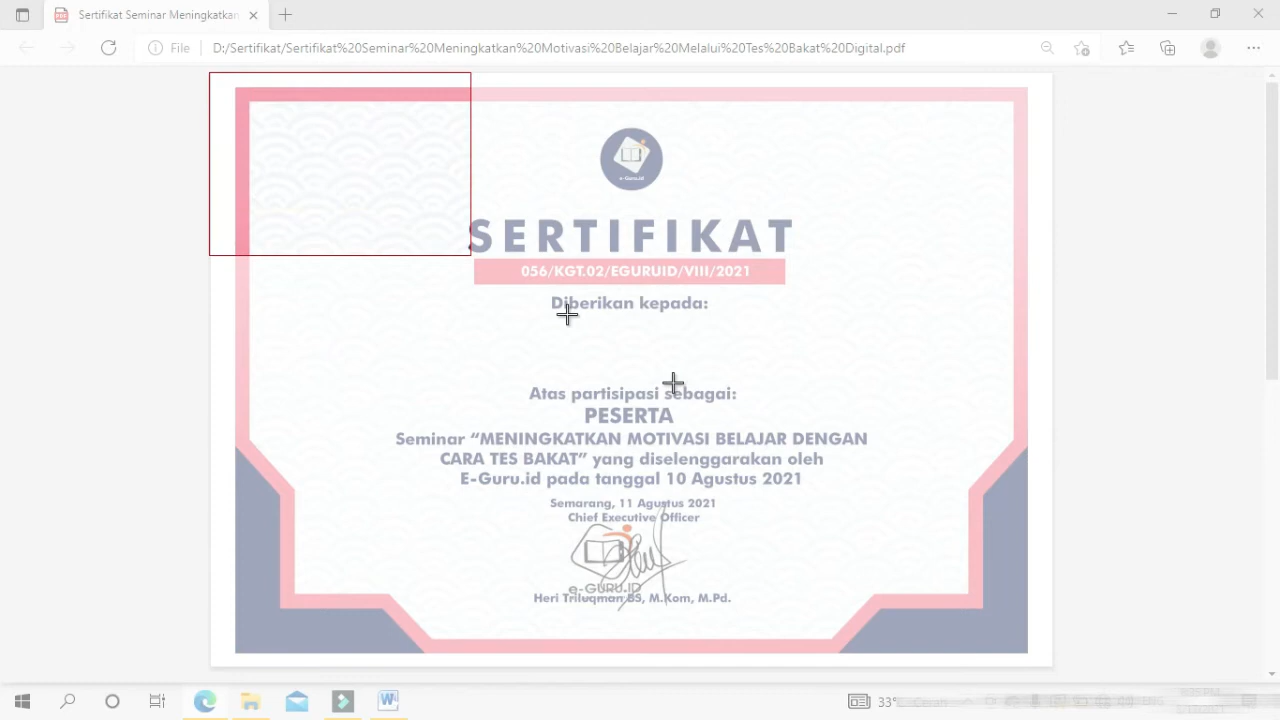 Sertifikat Seminar Meningkatkan
File
D:/Sertifikat/Sertifikat%20Seminar%20Meningkatkan%20Motivasi%20Belajar%20Melalui%20Tes%20Bakat%20Digital.pdf
e-Guru.id
SERTIFIKAT
056/KGT.02/EGURUID/VIII/2021
Diberikan kepada:
Atas partisipasi sebagai:
PESERTA
Seminar “MENINGKATKAN MOTIVASI BELAJAR DENGAN
CARA TES BAKAT” yang diselenggarakan oleh
E-Guru.id pada tanggal 10 Agustus 2021
Semarang, 11 Agustus 2021
Chief Executive Officer
e-GURU.ID
Heri Triluqman BS, M.Kom, M.Pd.
33°
ENG